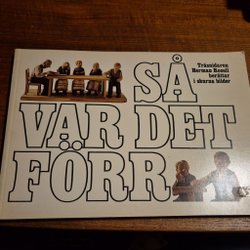 SÅ
VAR DET
FÖRR
Träsnidaren
Herman Rosell
berättar
i skurna bilder